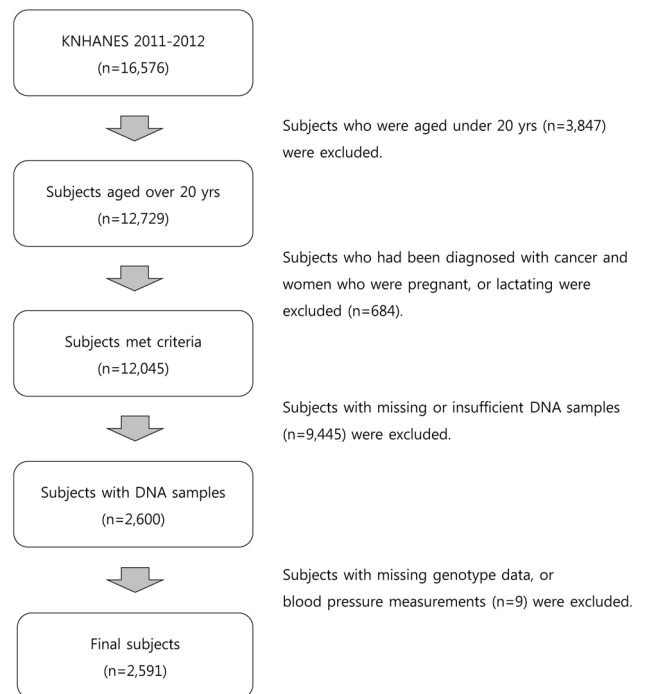 KNHANES 2011-2012
(n=16,576)
Subjects who were aged under 20 yrs (n=3,847)
were excluded.
Subjects aged over 20 yrs
(n=12,729)
Subjects who had been diagnosed with cancer and
women who were pregnant, or lactating were
excluded (n=684).
Subjects met criteria
(n=12,045)
Subjects with missing or insufficient DNA samples
(n=9,445) were excluded.
Subjects with DNA samples
(n=2,600)
Subjects with missing genotype data, or
blood pressure measurements (n=9) were excluded.
Final subjects
(n=2,591)